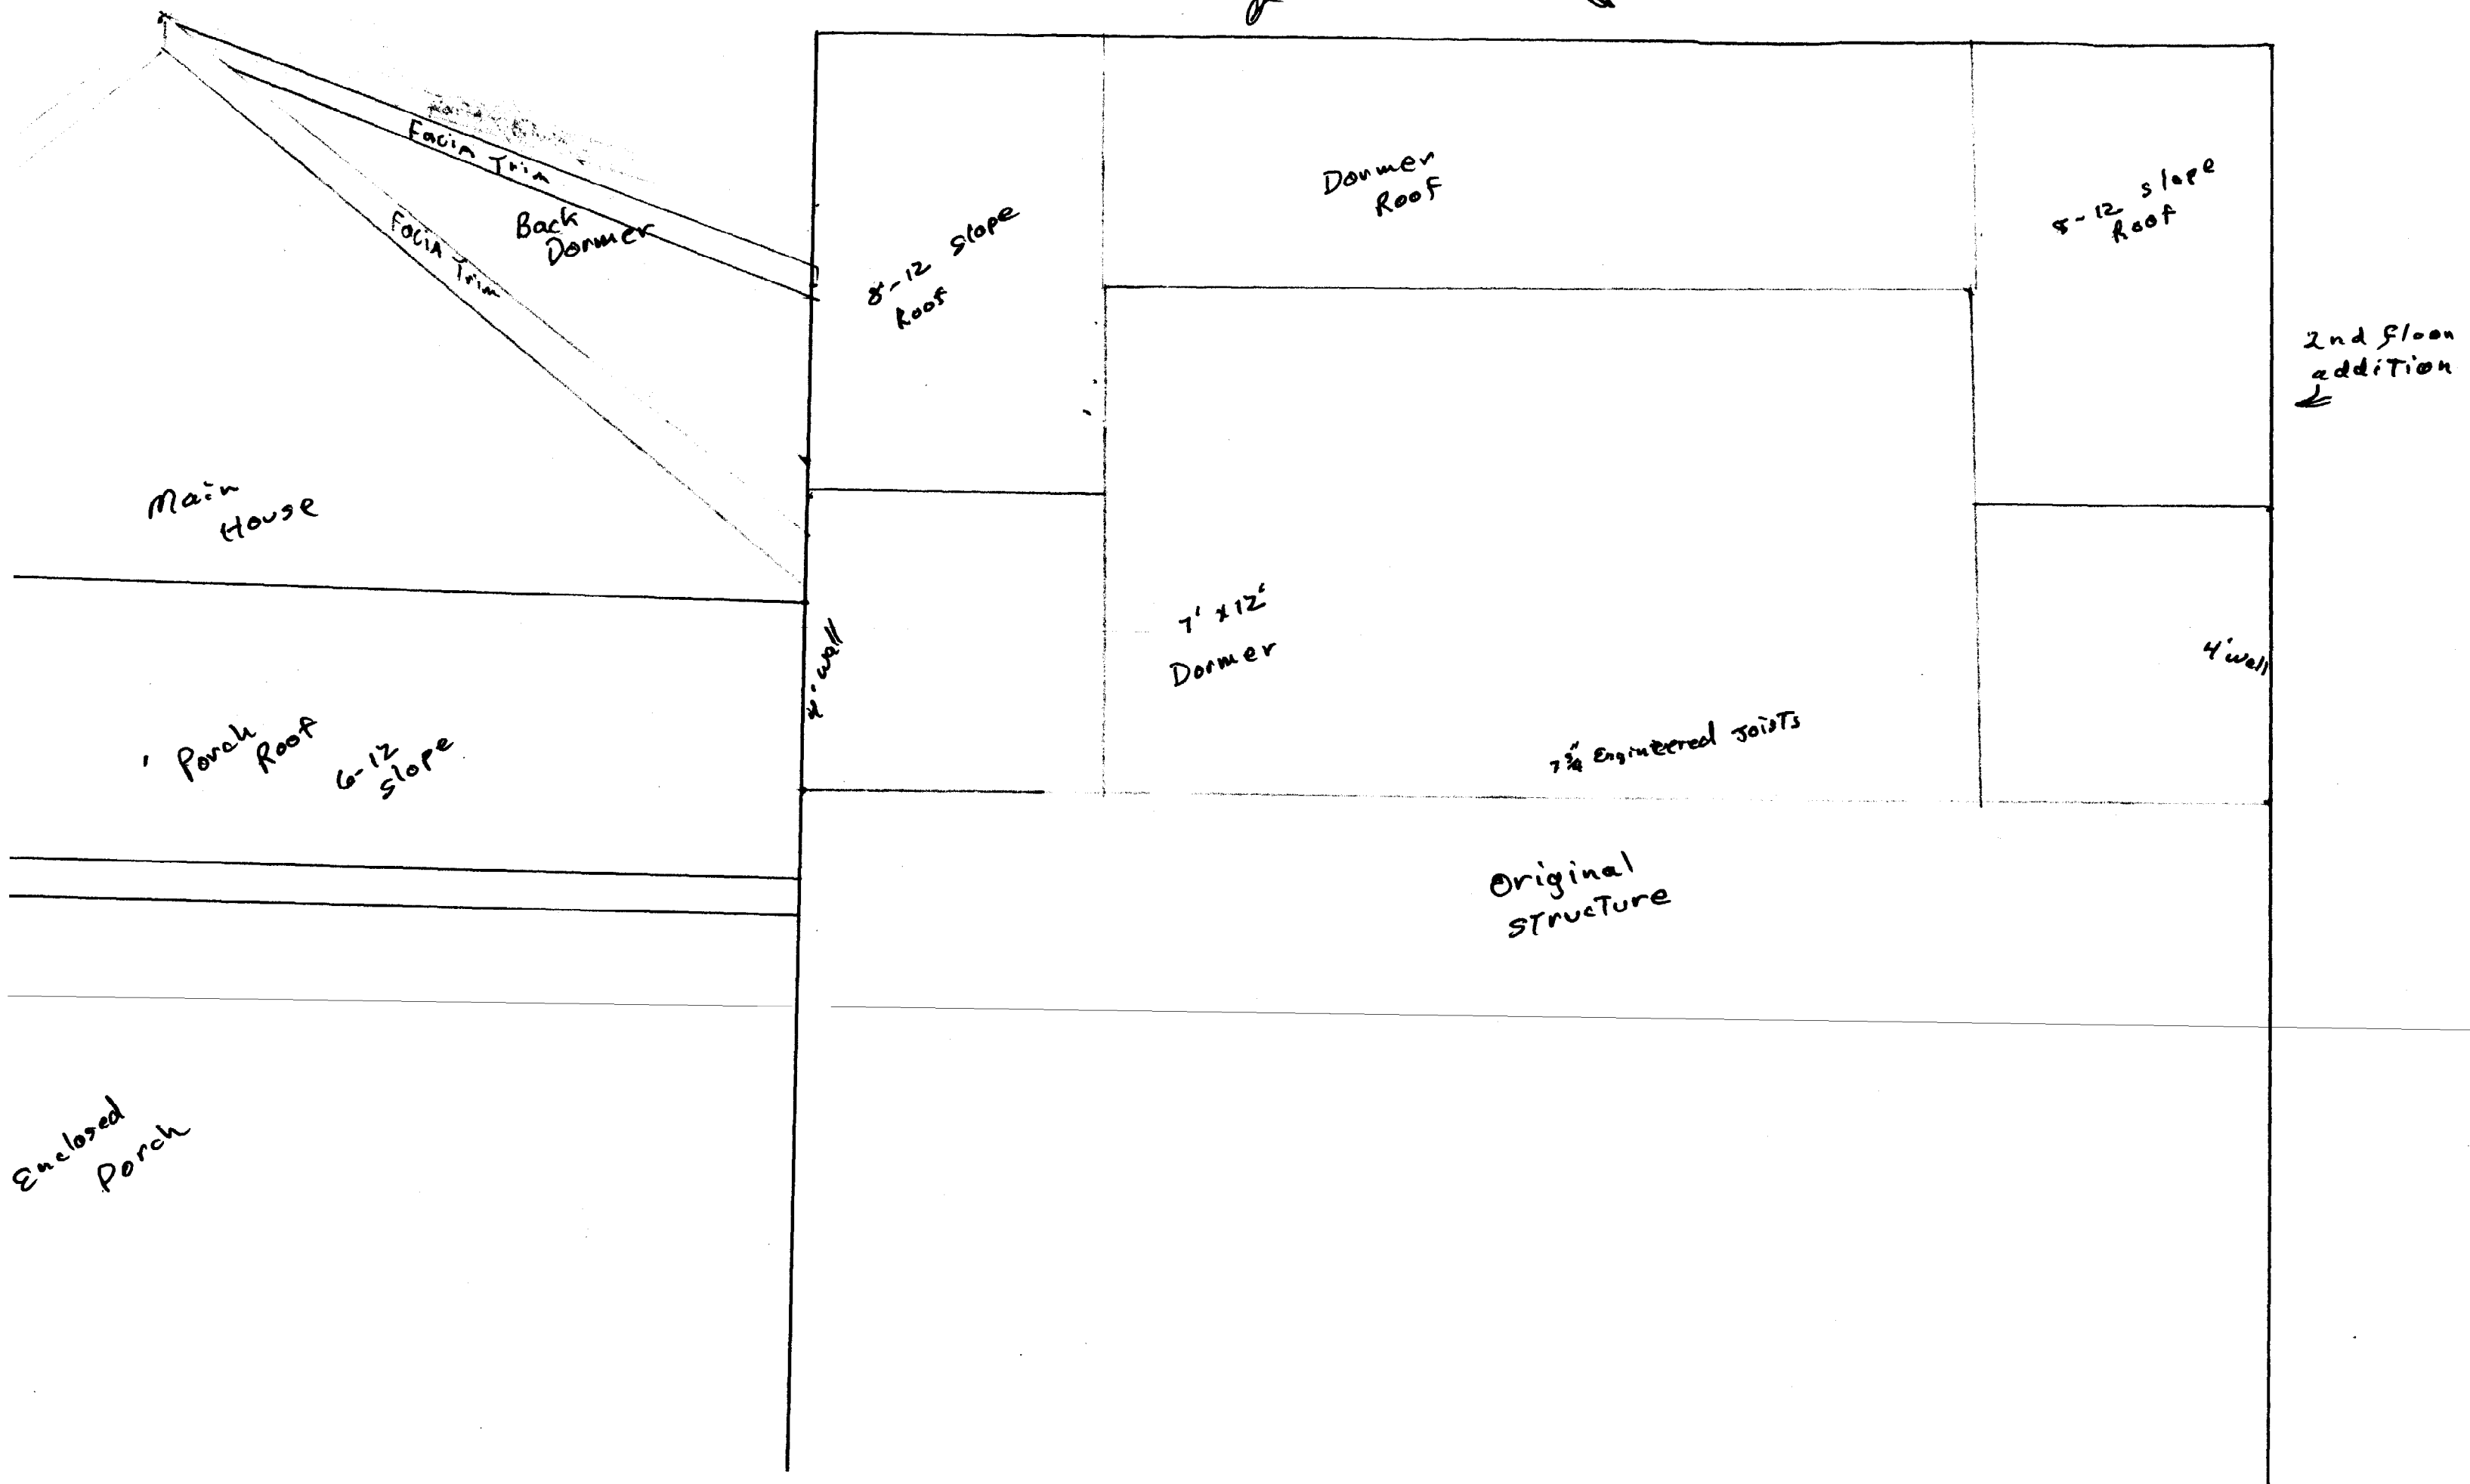 Facia Trim
Facia Trim
Back
Dormer
8-12 slope
Roof
Dormer
Roof
8-12 slope
Roof
2nd floor
addition
Main
House
7' x 12'
Dormer
4' wall
4' wall
Porch
Roof
6-12
slope
Engineered Joists
Original
Structure
Enclosed
Porch